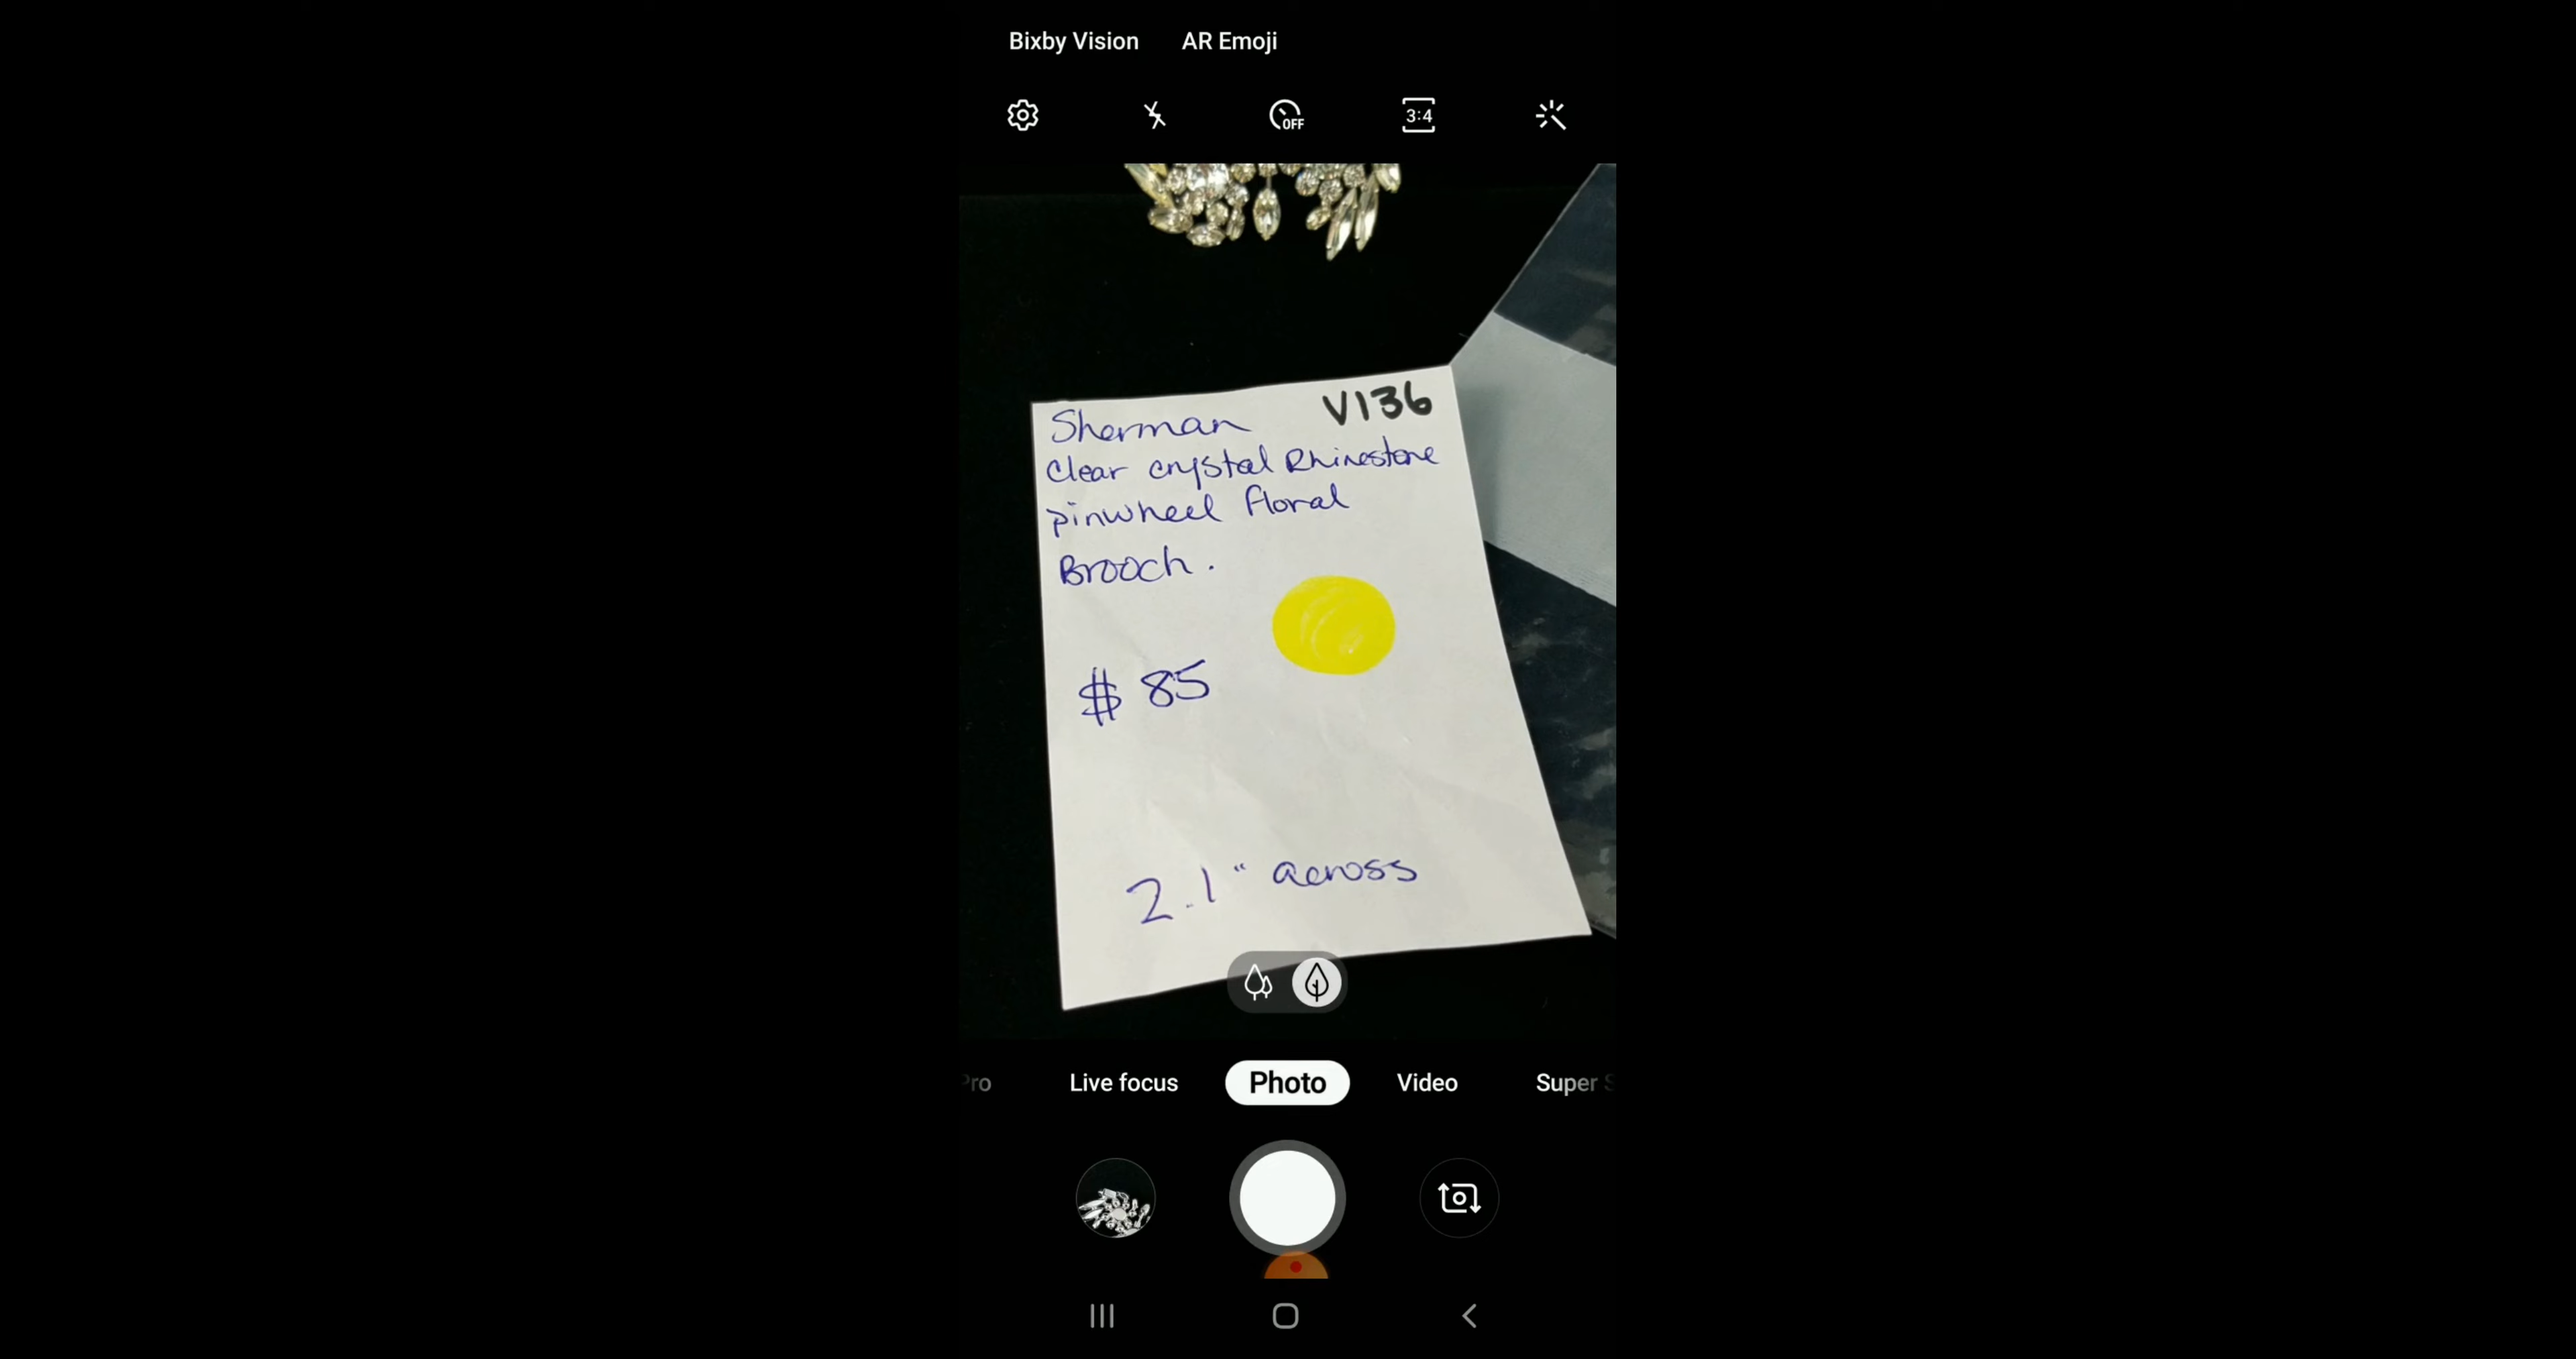 Bixby Vision AR Emoji
OFF 3:4
V136
Sherman
Clear crystal Rhinestone
pinwheel floral
Brooch.
$ 85
2.1" across
Pro Live focus Photo Video Super S